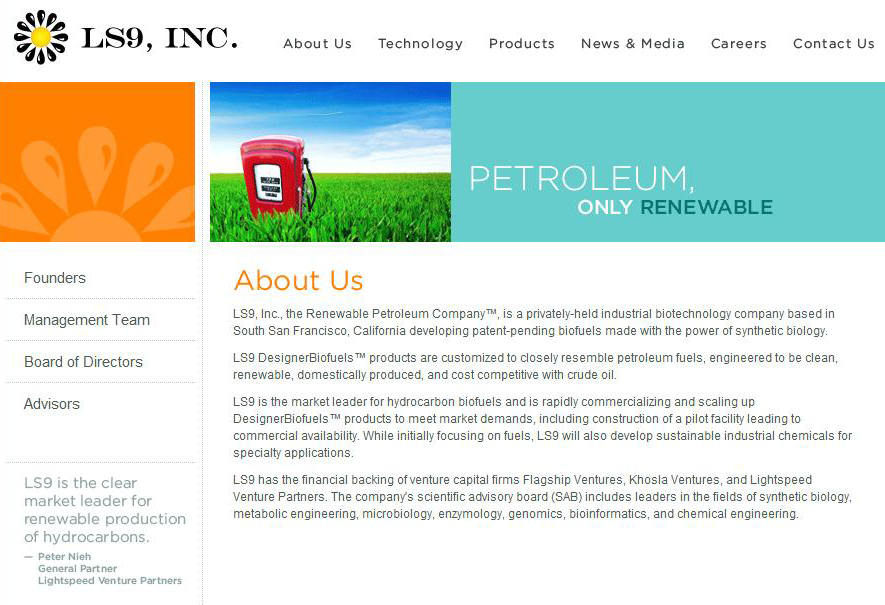 LS9, INC.
About Us Technology Products News & Media Careers Contact Us
PETROLEUM,
ONLY RENEWABLE
Founders
Management Team
Board of Directors
Advisors
LS9 is the clear
market leader for
renewable production
of hydrocarbons.
— Peter Nieh
General Partner
Lightspeed Venture Partners
About Us
LS9, Inc., the Renewable Petroleum Company™, is a privately-held industrial biotechnology company based in
South San Francisco, California developing patent-pending biofuels made with the power of synthetic biology.
LS9 DesignerBiofuels™ products are customized to closely resemble petroleum fuels, engineered to be clean,
renewable, domestically produced, and cost competitive with crude oil.
LS9 is the market leader for hydrocarbon biofuels and is rapidly commercializing and scaling up
DesignerBiofuels™ products to meet market demands, including construction of a pilot facility leading to
commercial availability. While initially focusing on fuels, LS9 will also develop sustainable industrial chemicals for
specialty applications.
LS9 has the financial backing of venture capital firms Flagship Ventures, Khosla Ventures, and Lightspeed
Venture Partners. The company's scientific advisory board (SAB) includes leaders in the fields of synthetic biology,
metabolic engineering, microbiology, enzymology, genomics, bioinformatics, and chemical engineering.